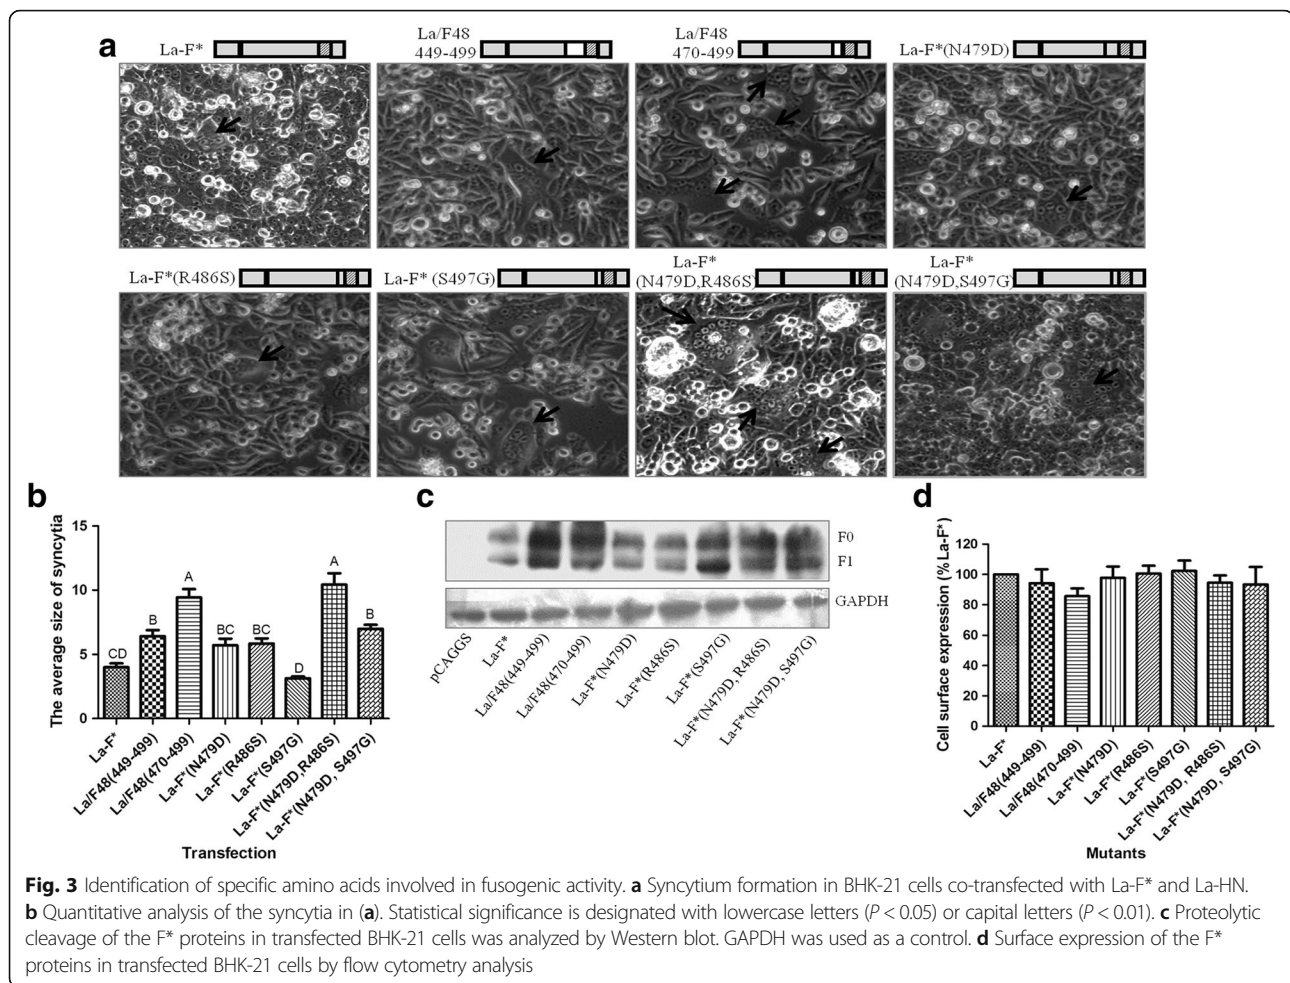 a
La-F*
La/F48
449-499
La/F48
470-499
La-F*(N479D)
La-F*(R486S)
La-F* (S497G)
La-F*
(N479D,R486S)
La-F*
(N479D,S497G)
b
The average size of syncytia
15
10
5
0
CD
B
A
BC
BC
D
A
B
La-F*
La/F48(449-499)
La/F48(470-499)
La-F*(N479D)
La-F*(R486S)
La-F*(S497G)
La-F*(N479D,R486S)
La-F*(N479D, S497G)
Transfection
c
F0
F1
GAPDH
pCAGGS
La-F*
La/F48(449-499)
La/F48(470-499)
La-F*(N479D)
La-F*(R486S)
La-F*(S497G)
La-F*(N479D, R486S)
La-F*(N479D, S497G)
d
Cell surface expression (% La-F*)
120
100
80
60
40
20
0
La-F*
La/F48(449-499)
La/F48(470-499)
La-F*(N479D)
La-F*(R486S)
La-F*(S497G)
La-F*(N479D, R486S)
La-F*(N479D, S497G)
Mutants
Fig. 3 Identification of specific amino acids involved in fusogenic activity. a Syncytium formation in BHK-21 cells co-transfected with La-F* and La-HN.
b Quantitative analysis of the syncytia in (a). Statistical significance is designated with lowercase letters (P < 0.05) or capital letters (P < 0.01). c Proteolytic
cleavage of the F* proteins in transfected BHK-21 cells was analyzed by Western blot. GAPDH was used as a control. d Surface expression of the F*
proteins in transfected BHK-21 cells by flow cytometry analysis